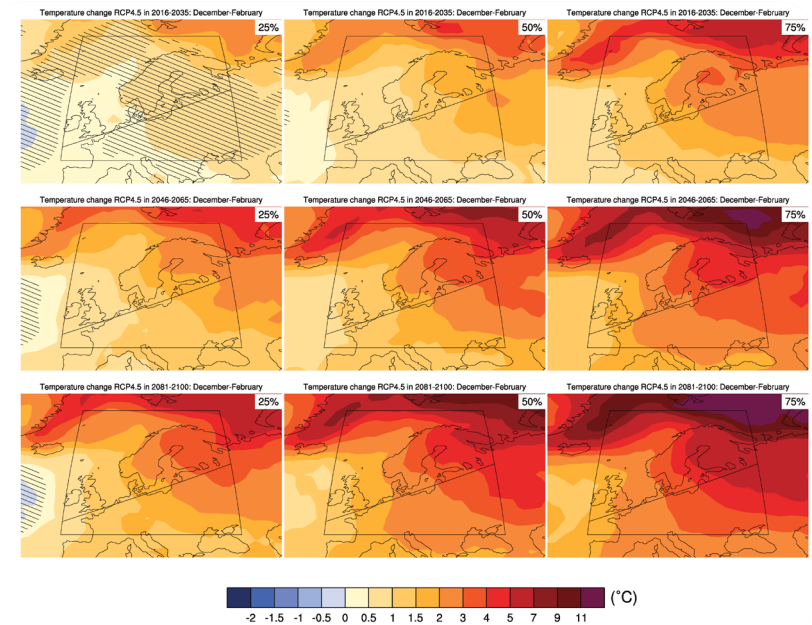 Temperature change RCP4.5 in 2016-2035: December-February
25%
Temperature change RCP4.5 in 2016-2035: December-February
50%
Temperature change RCP4.5 in 2016-2035: December-February
75%
Temperature change RCP4.5 in 2046-2065: December-February
25%
Temperature change RCP4.5 in 2046-2065: December-February
50%
Temperature change RCP4.5 in 2046-2065: December-February
75%
Temperature change RCP4.5 in 2081-2100: December-February
25%
Temperature change RCP4.5 in 2081-2100: December-February
50%
Temperature change RCP4.5 in 2081-2100: December-February
75%
(°C)
-2 -1.5 -1 -0.5 0 0.5 1 1.5 2 3 4 5 7 9 11